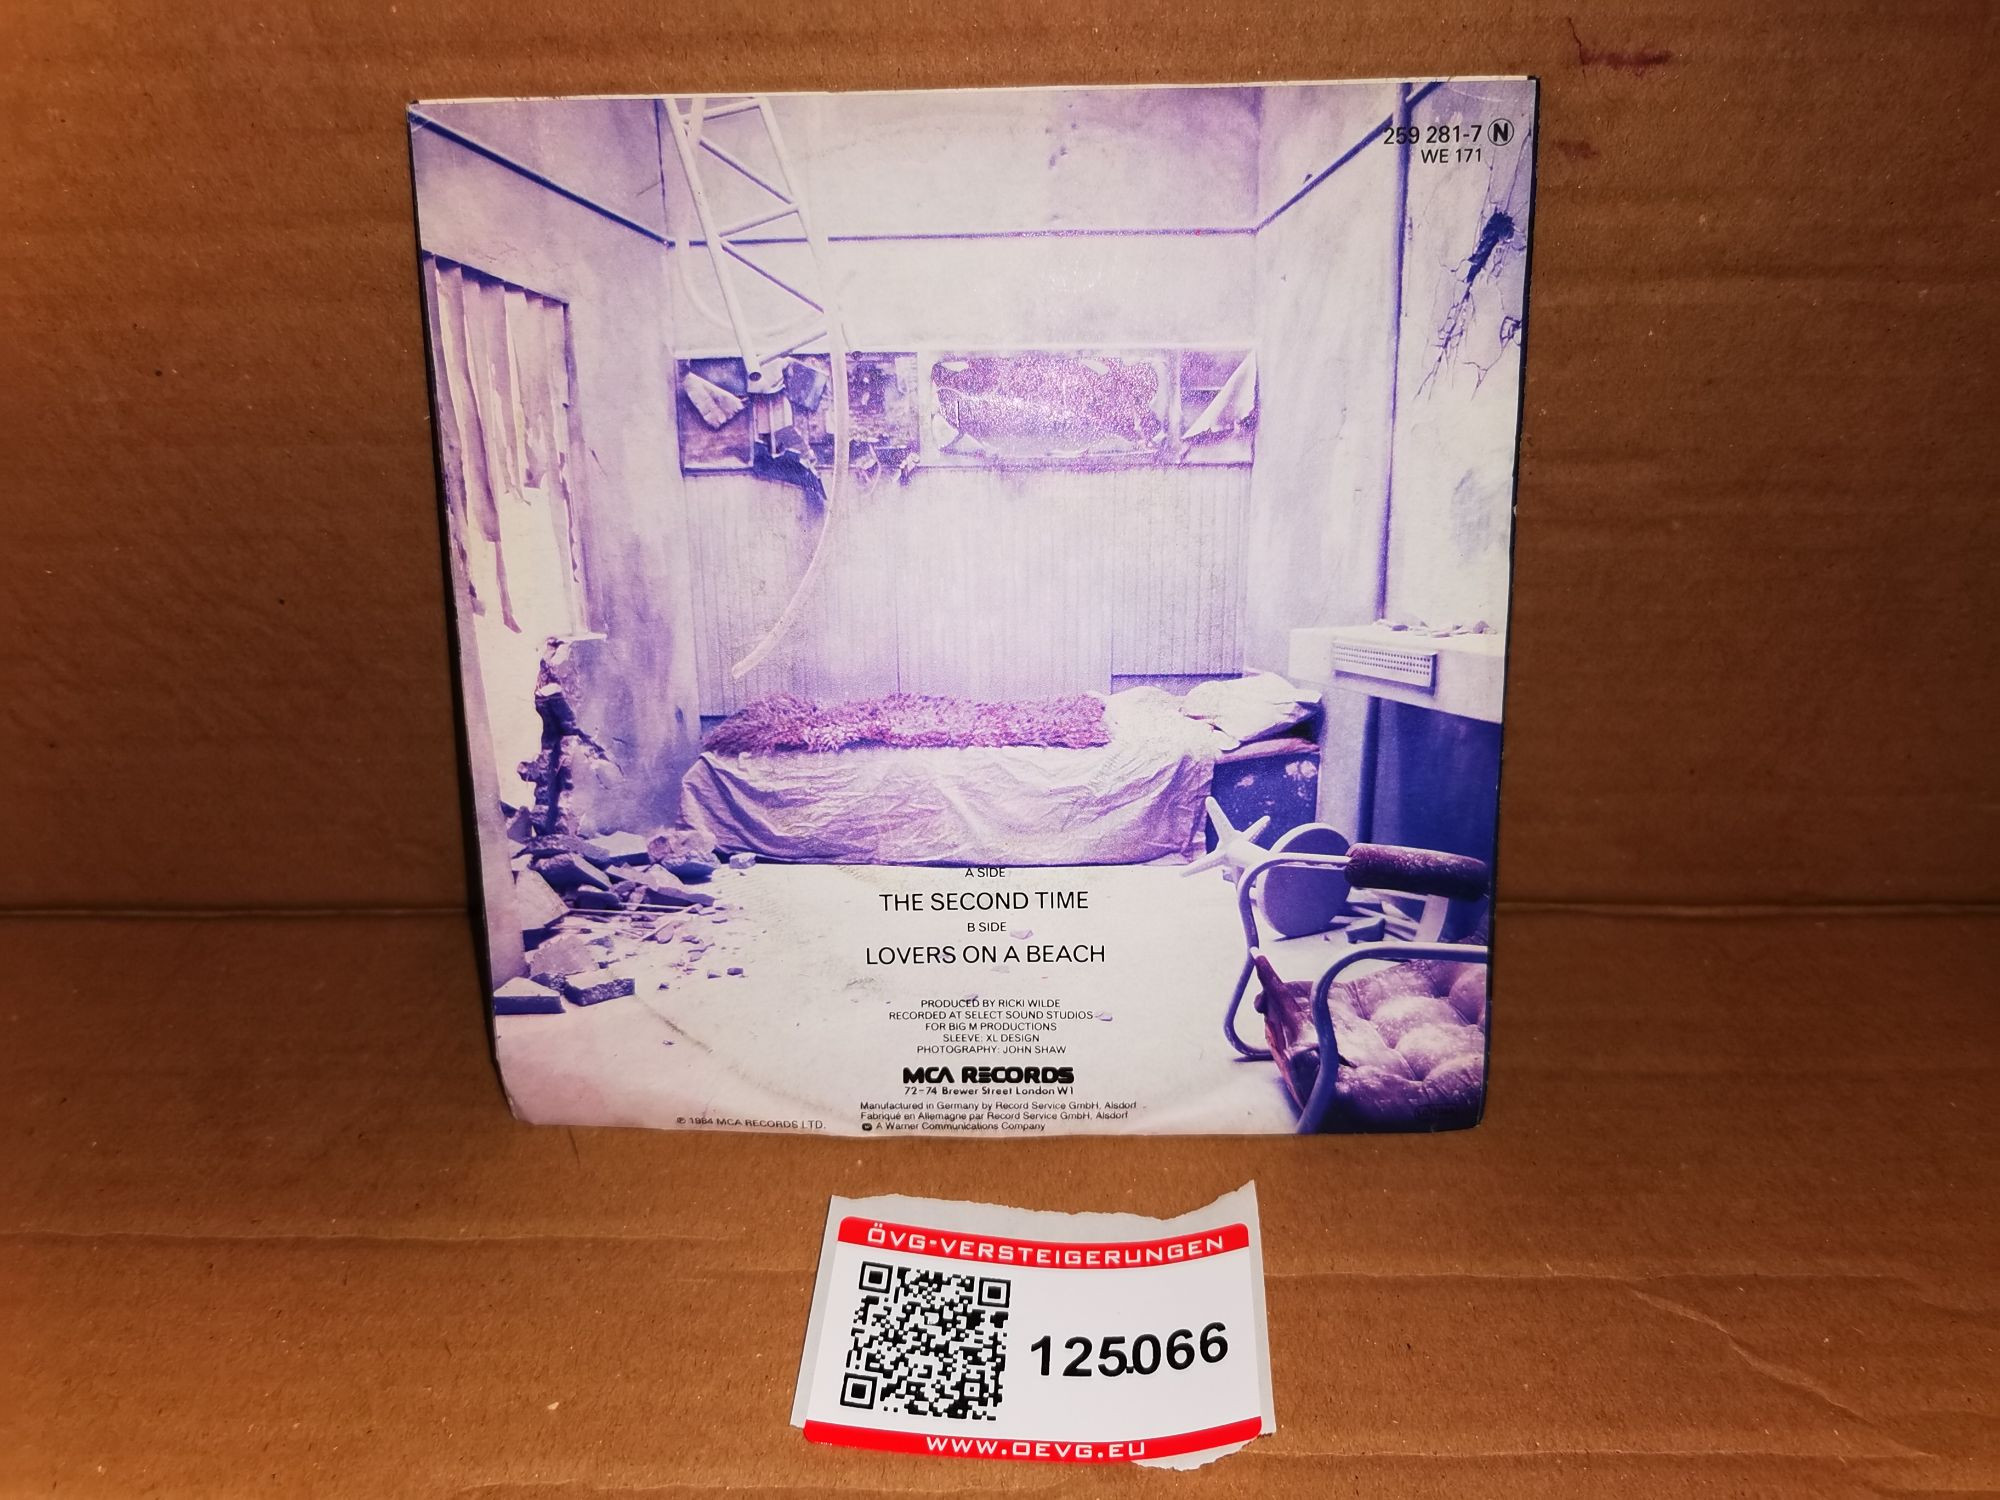 259 281-7 N
WE 171
A SIDE
THE SECOND TIME
B SIDE
LOVERS ON A BEACH
PRODUCED BY RICKI WILDE
RECORDED AT SELECT SOUND STUDIOS
FOR BIG M PRODUCTIONS
SLEEVE: XL DESIGN
PHOTOGRAPHY: JOHN SHAW
MCA RECORDS
72-74 Brewer Street London W1
Manufactured in Germany by Record Service GmbH, Alsdorf
Fabriqué en Allemagne par Record Service GmbH, Alsdorf
A Warner Communications Company
℗ 1984 MCA RECORDS LTD.
ÖVG-VERSTEIGERUNGEN
125.066
WWW.OEVG.EU